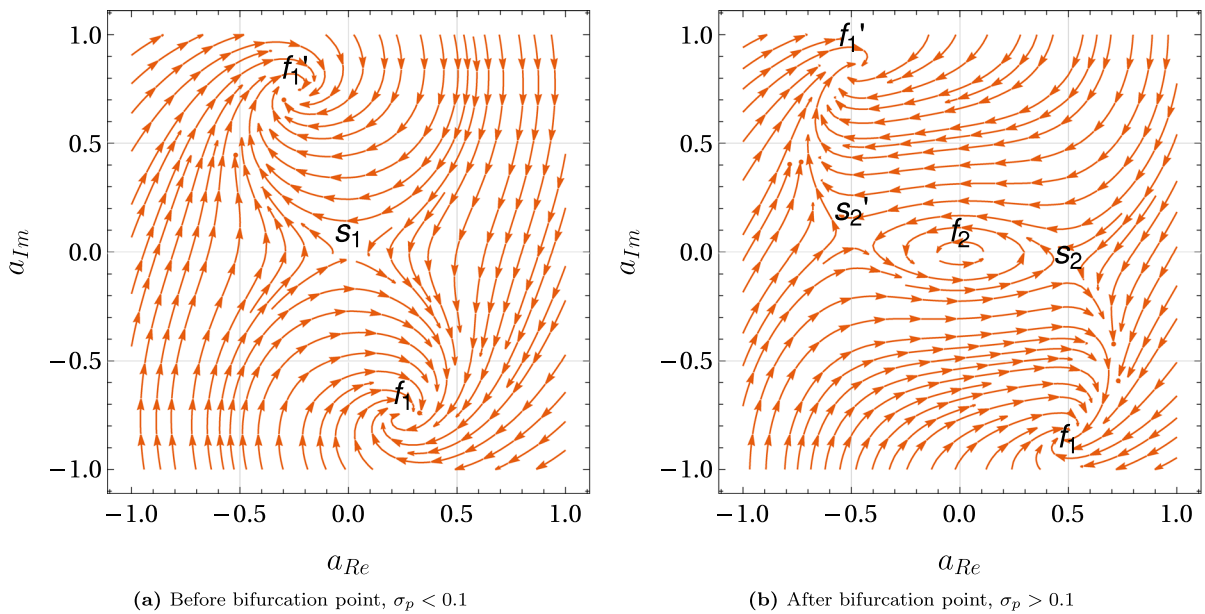 1.0
0.5
0.0
−0.5
−1.0
a_Im
f₁'
s₁
f₁
−1.0 −0.5 0.0 0.5 1.0
a_Re
(a) Before bifurcation point, σ_p < 0.1
1.0
0.5
0.0
−0.5
−1.0
a_Im
f₁'
s₂'
f₂
s₂
f₁
−1.0 −0.5 0.0 0.5 1.0
a_Re
(b) After bifurcation point, σ_p > 0.1